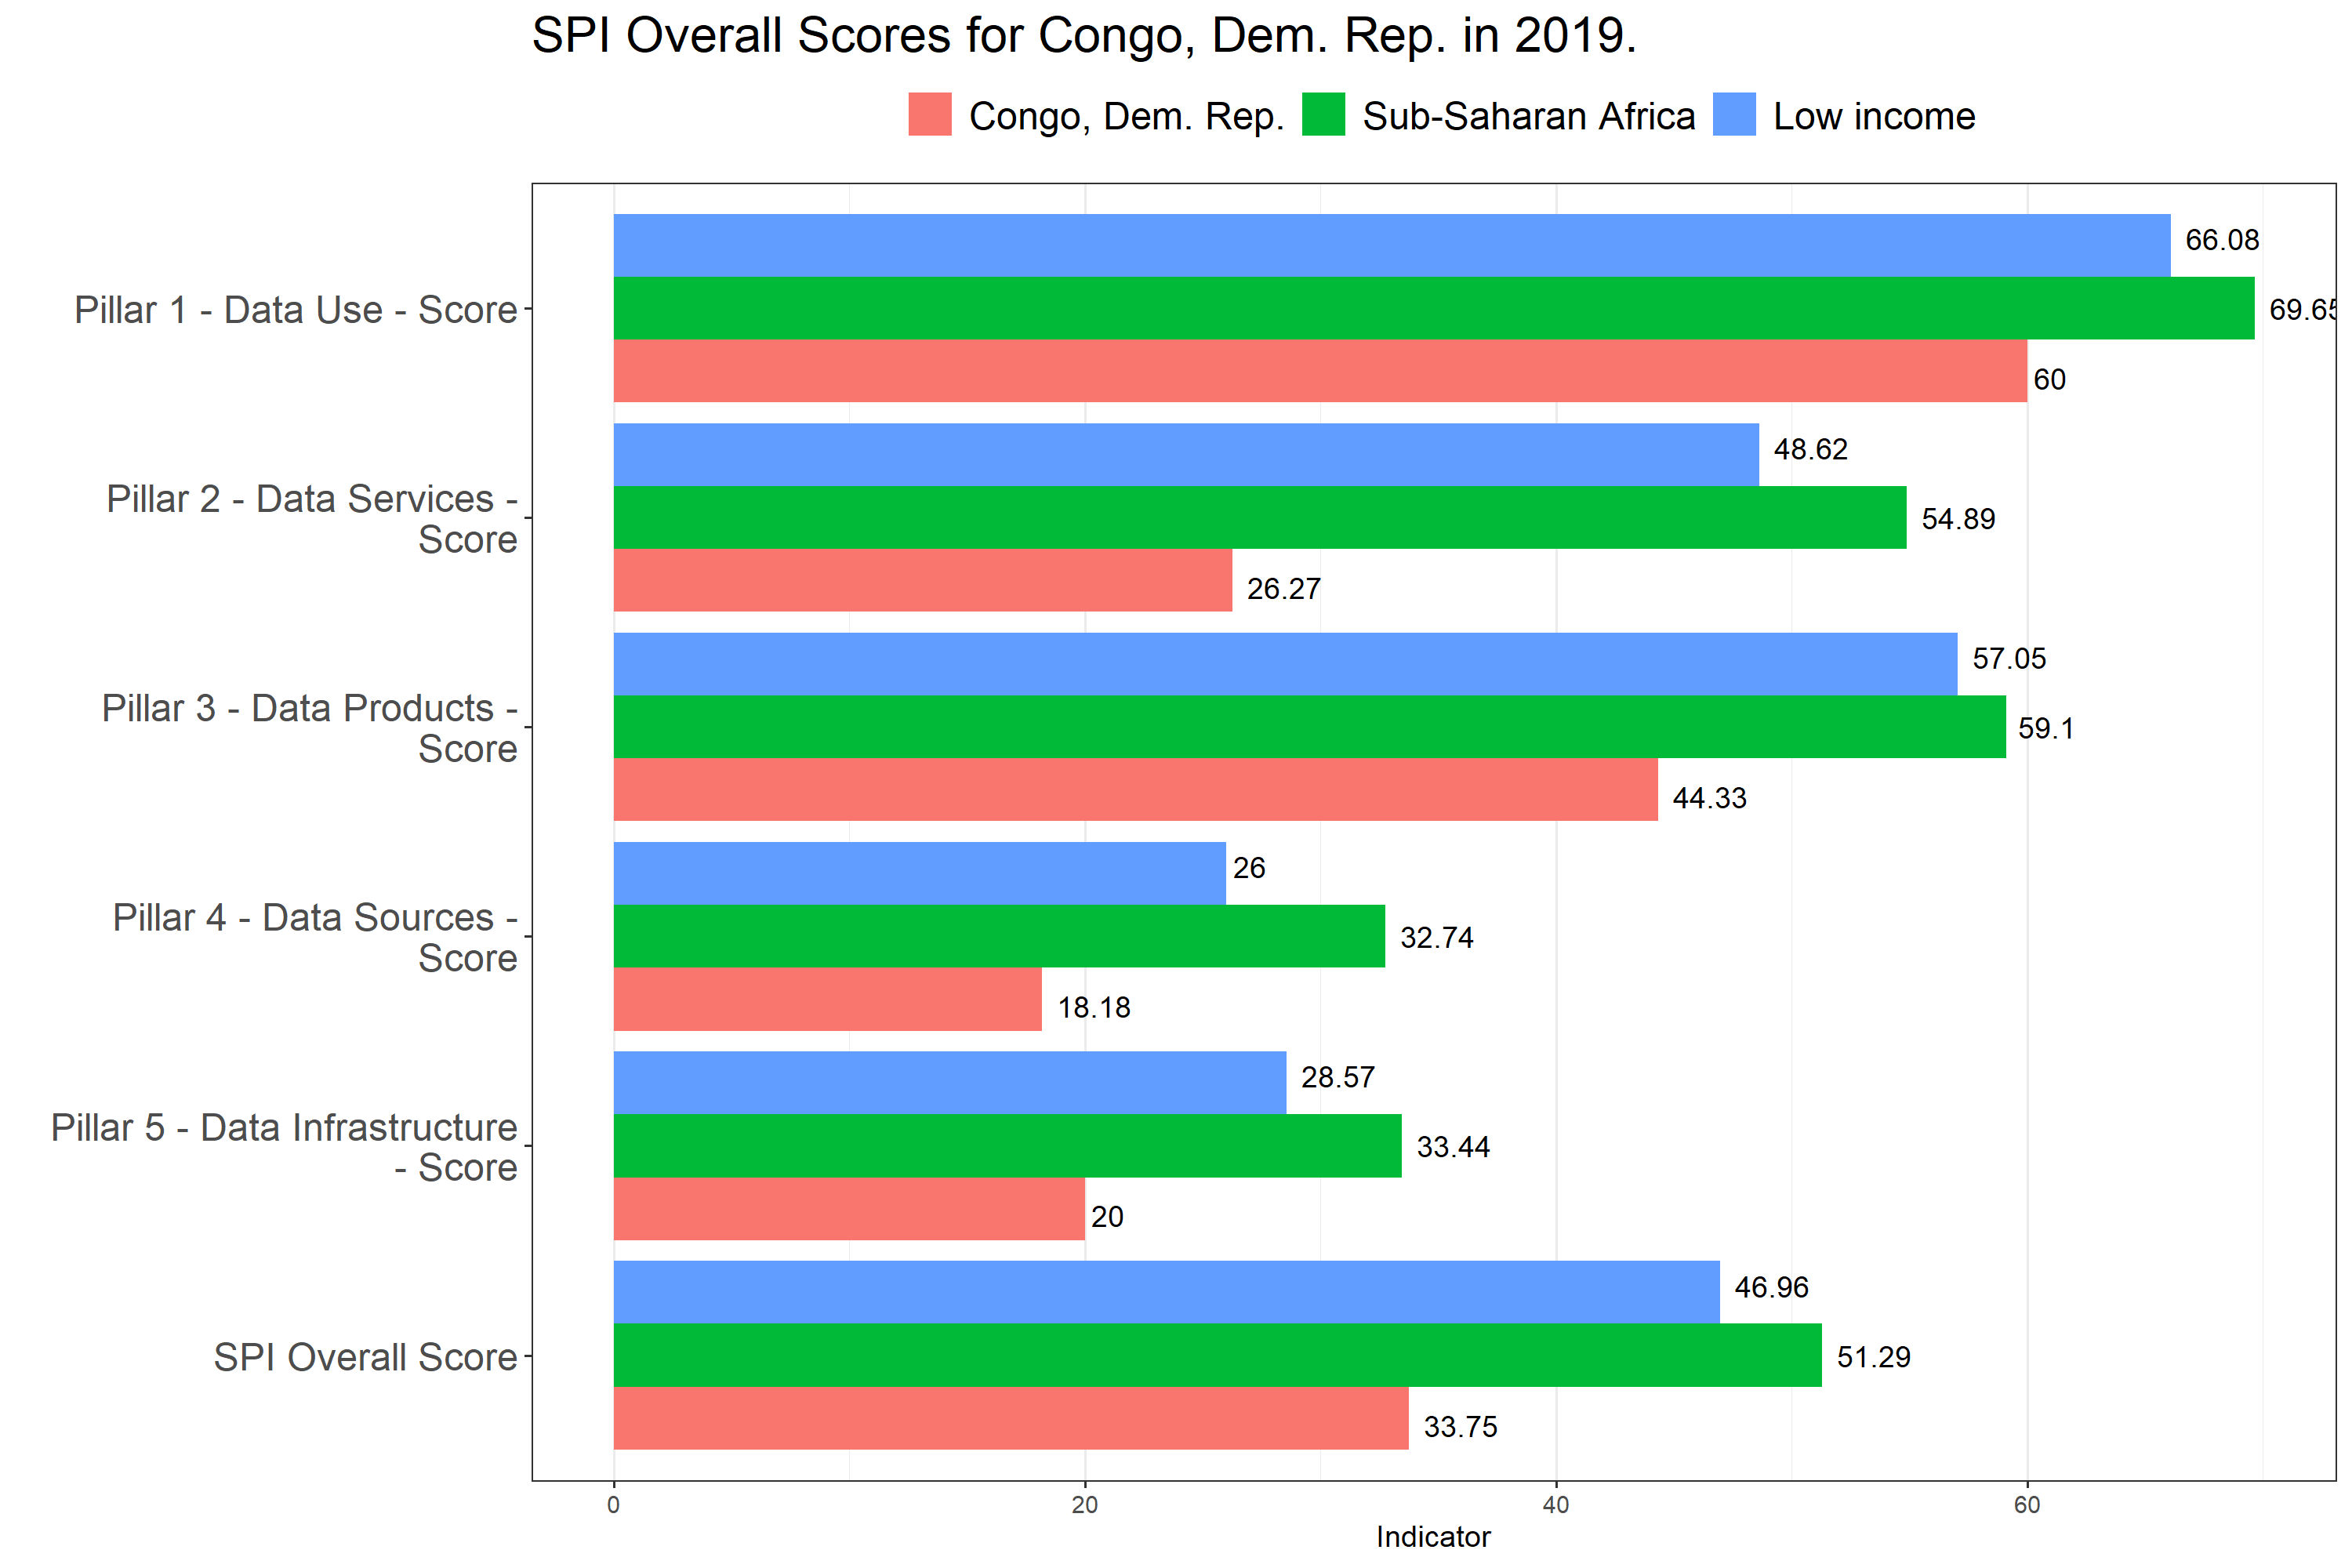 SPI Overall Scores for Congo, Dem. Rep. in 2019.
Congo, Dem. Rep. Sub-Saharan Africa Low income
Pillar 1 - Data Use - Score
66.08
69.65
60
Pillar 2 - Data Services -
Score
48.62
54.89
26.27
Pillar 3 - Data Products -
Score
57.05
59.1
44.33
Pillar 4 - Data Sources -
Score
26
32.74
18.18
Pillar 5 - Data Infrastructure
- Score
28.57
33.44
20
SPI Overall Score
46.96
51.29
33.75
0 20 40 60
Indicator